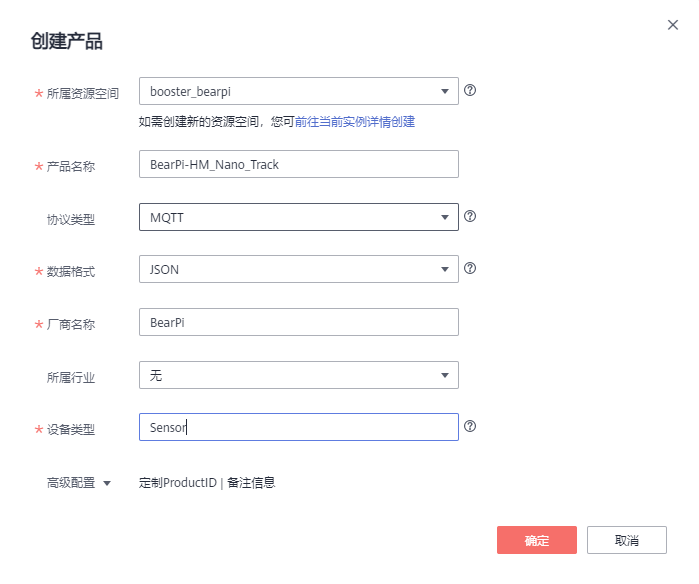 创建产品
* 所属资源空间 booster_bearpi
如需创建新的资源空间，您可前往当前实例详情创建
* 产品名称 BearPi-HM_Nano_Track
协议类型 MQTT
* 数据格式 JSON
* 厂商名称 BearPi
所属行业 无
* 设备类型 Sensor
高级配置 定制ProductID | 备注信息
确定 取消